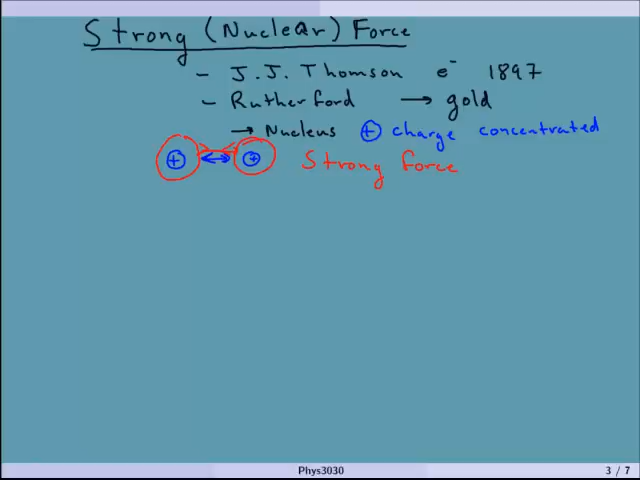 Strong (Nuclear) Force
- J.J. Thomson e⁻ 1897
- Rutherford → gold
→ Nucleus ⊕ charge concentrated
⊕ ↔ ⊕ Strong force
Phys3030
3 / 7